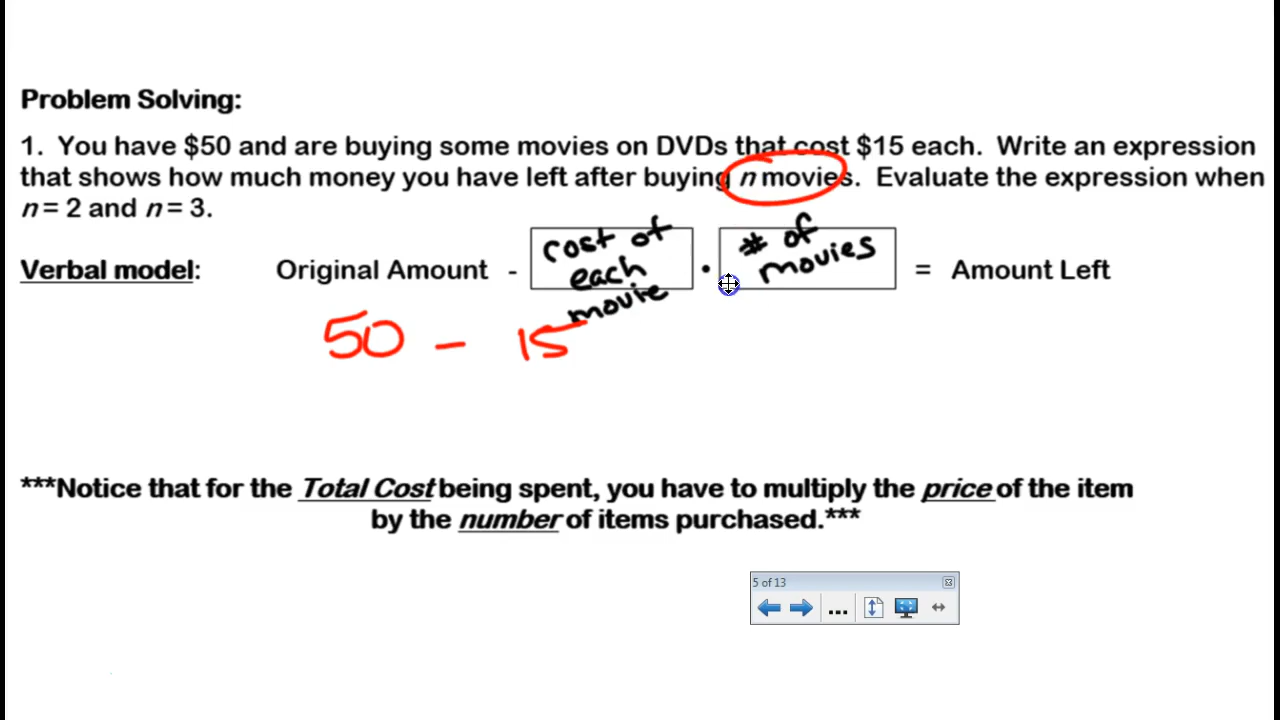 Problem Solving:
1. You have $50 and are buying some movies on DVDs that cost $15 each. Write an expression
that shows how much money you have left after buying n movies. Evaluate the expression when
n = 2 and n = 3.
Verbal model: Original Amount - cost of each movie • # of movies = Amount Left
50 - 15
***Notice that for the Total Cost being spent, you have to multiply the price of the item
by the number of items purchased.***
5 of 13
...